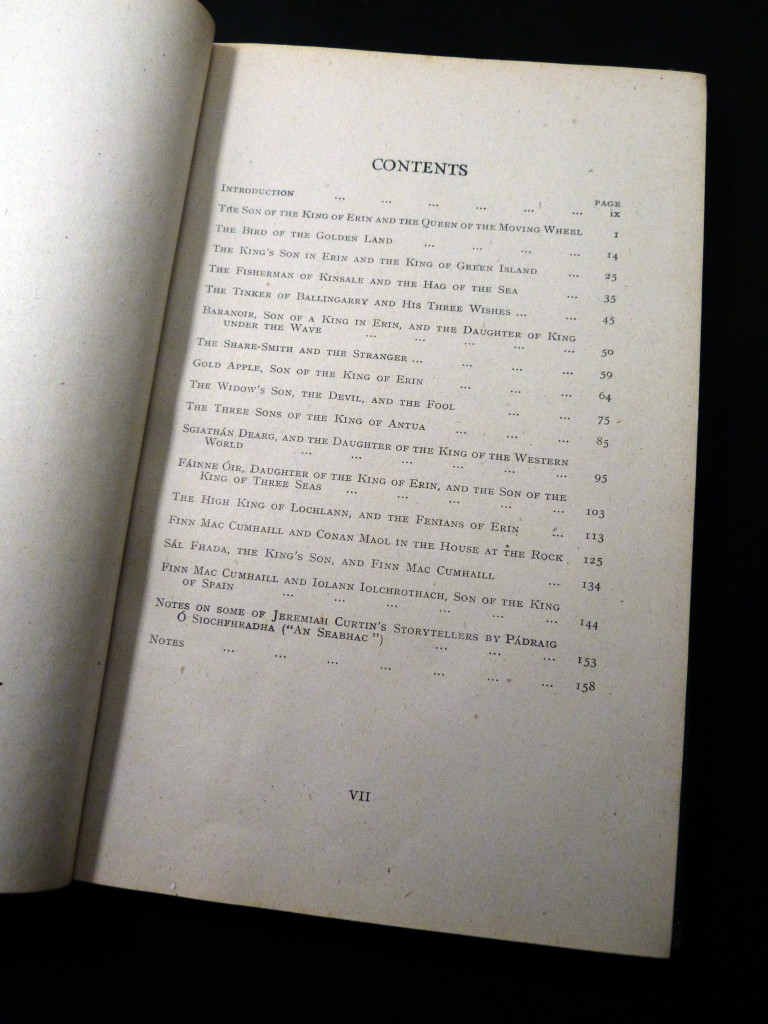 CONTENTS
PAGE
INTRODUCTION ... ... ... ... ... ... ix
THE SON OF THE KING OF ERIN AND THE QUEEN OF THE MOVING WHEEL 1
THE BIRD OF THE GOLDEN LAND ... ... ... ... 14
THE KING'S SON IN ERIN AND THE KING OF GREEN ISLAND ... 25
THE FISHERMAN OF KINSALE AND THE HAG OF THE SEA ... 35
THE TINKER OF BALLINGARRY AND HIS THREE WISHES ... ... 45
BARANOIR, SON OF A KING IN ERIN, AND THE DAUGHTER OF KING
UNDER THE WAVE ... ... ... ... ... 50
THE SHARE-SMITH AND THE STRANGER ... ... ... ... 59
GOLD APPLE, SON OF THE KING OF ERIN ... ... ... 64
THE WIDOW'S SON, THE DEVIL, AND THE FOOL ... ... 75
THE THREE SONS OF THE KING OF ANTUA ... ... ... 85
SGIATHÁN DEARG, AND THE DAUGHTER OF THE KING OF THE WESTERN
WORLD ... ... ... ... ... ... 95
FÁINNE ÓIR, DAUGHTER OF THE KING OF ERIN, AND THE SON OF THE
KING OF THREE SEAS ... ... ... ... ... 103
THE HIGH KING OF LOCHLANN, AND THE FENIANS OF ERIN ... 113
FINN MAC CUMHAILL AND CONAN MAOL IN THE HOUSE AT THE ROCK 125
SÁL FHADA, THE KING'S SON, AND FINN MAC CUMHAILL ... 134
FINN MAC CUMHAILL AND IOLANN IOLCHROTHACH, SON OF THE KING
OF SPAIN ... ... ... ... ... ... 144
NOTES ON SOME OF JEREMIAH CURTIN'S STORYTELLERS BY PÁDRAIG
Ó SIOCHFHRADHA ("AN SEABHAC") ... ... ... 153
NOTES ... ... ... ... ... ... ... 158
VII